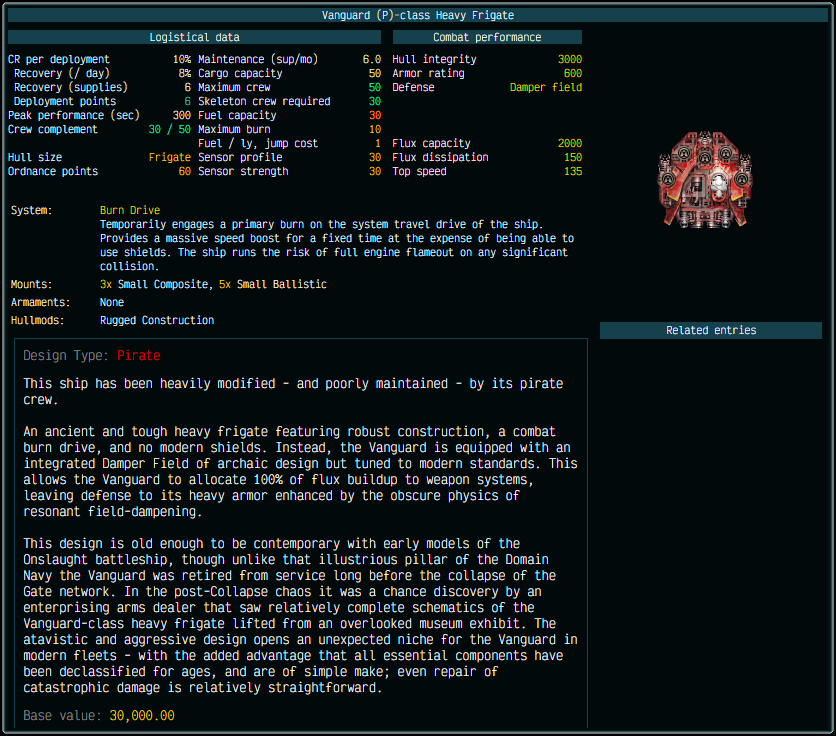 Vanguard (P)-class Heavy Frigate
Logistical data
Combat performance
CR per deployment 10% Maintenance (sup/mo) 6.0 Hull integrity 3000
Recovery (/ day) 8% Cargo capacity 50 Armor rating 600
Recovery (supplies) 6 Maximum crew 50 Defense Damper field
Deployment points 6 Skeleton crew required 30
Peak performance (sec) 300 Fuel capacity 30
Crew complement 30 / 50 Maximum burn 10
Fuel / ly, jump cost 1 Flux capacity 2000
Hull size Frigate Sensor profile 30 Flux dissipation 150
Ordnance points 60 Sensor strength 30 Top speed 135
System: Burn Drive
Temporarily engages a primary burn on the system travel drive of the ship.
Provides a massive speed boost for a fixed time at the expense of being able to
use shields. The ship runs the risk of full engine flameout on any significant
collision.
Mounts: 3x Small Composite, 5x Small Ballistic
Armaments: None
Hullmods: Rugged Construction
Related entries
Design Type: Pirate
This ship has been heavily modified - and poorly maintained - by its pirate
crew.
An ancient and tough heavy frigate featuring robust construction, a combat
burn drive, and no modern shields. Instead, the Vanguard is equipped with an
integrated Damper Field of archaic design but tuned to modern standards. This
allows the Vanguard to allocate 100% of flux buildup to weapon systems,
leaving defense to its heavy armor enhanced by the obscure physics of
resonant field-dampening.
This design is old enough to be contemporary with early models of the
Onslaught battleship, though unlike that illustrious pillar of the Domain
Navy the Vanguard was retired from service long before the collapse of the
Gate network. In the post-Collapse chaos it was a chance discovery by an
enterprising arms dealer that saw relatively complete schematics of the
Vanguard-class heavy frigate lifted from an overlooked museum exhibit. The
atavistic and aggressive design opens an unexpected niche for the Vanguard in
modern fleets - with the added advantage that all essential components have
been declassified for ages, and are of simple make; even repair of
catastrophic damage is relatively straightforward.
Base value: 30,000.00